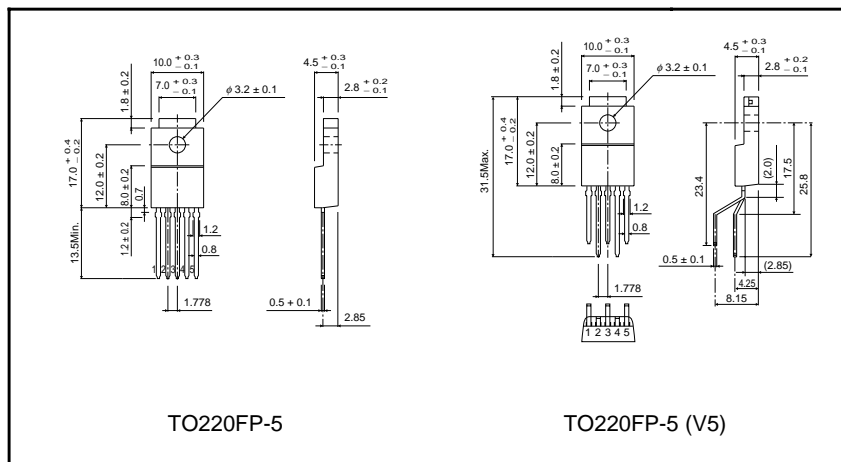 10.0 + 0.3 − 0.1
7.0 + 0.3 − 0.1
φ 3.2 ± 0.1
4.5 + 0.3 − 0.1
2.8 + 0.2 − 0.1
1.8 ± 0.2
17.0 + 0.4 − 0.2
12.0 ± 0.2
8.0 ± 0.2
0.7
13.5Min.
1.2 ± 0.2
1.2
0.8
1 2 3 4 5
1.778
0.5 + 0.1
2.85
TO220FP-5
10.0 + 0.3 − 0.1
7.0 + 0.3 − 0.1
φ 3.2 ± 0.1
4.5 + 0.3 − 0.1
2.8 + 0.2 − 0.1
1.8 ± 0.2
31.5Max.
17.0 + 0.4 − 0.2
12.0 ± 0.2
8.0 ± 0.2
(2.0)
17.5
23.4
25.8
1.2
0.8
0.5 ± 0.1
(2.85)
4.25
8.15
1.778
1 2 3 4 5
TO220FP-5 (V5)